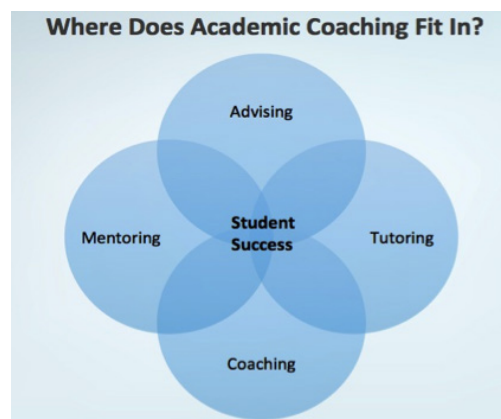 Where Does Academic Coaching Fit In?
Advising
Mentoring
Student
Success
Tutoring
Coaching